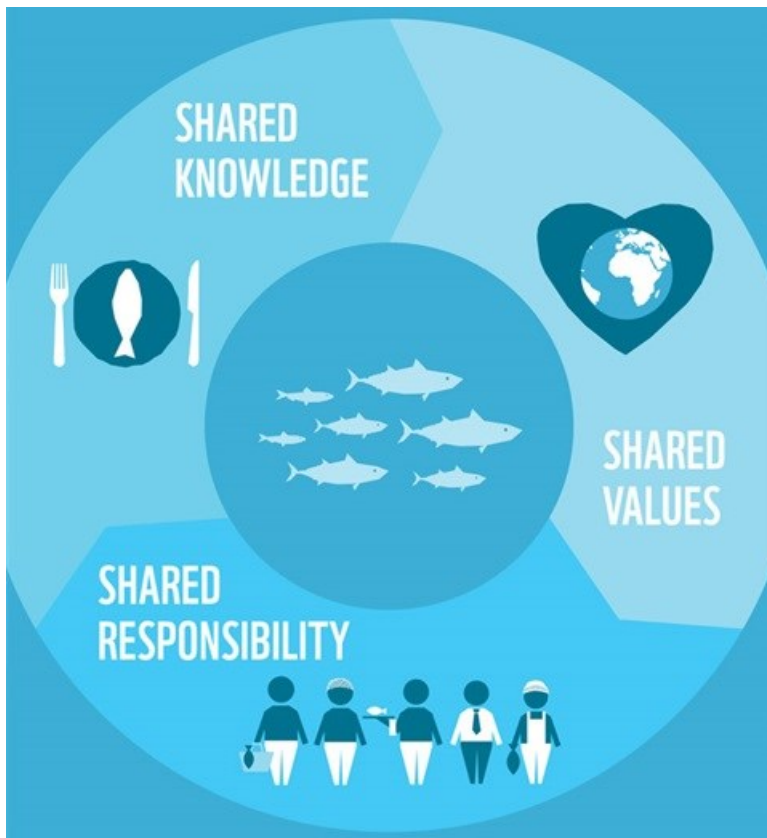 SHARED
KNOWLEDGE
SHARED
VALUES
SHARED
RESPONSIBILITY